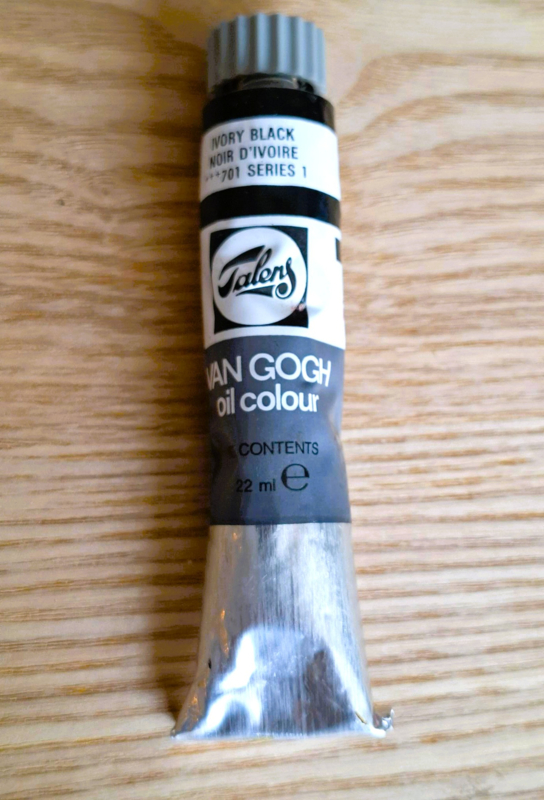 IVORY BLACK
NOIR D'IVOIRE
***701 SERIES 1
Talens
VAN GOGH
oil colour
CONTENTS
22 ml ℮